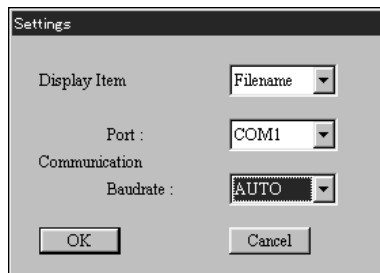 Settings
Display Item Filename
Port : COM1
Communication
Baudrate : AUTO
OK Cancel